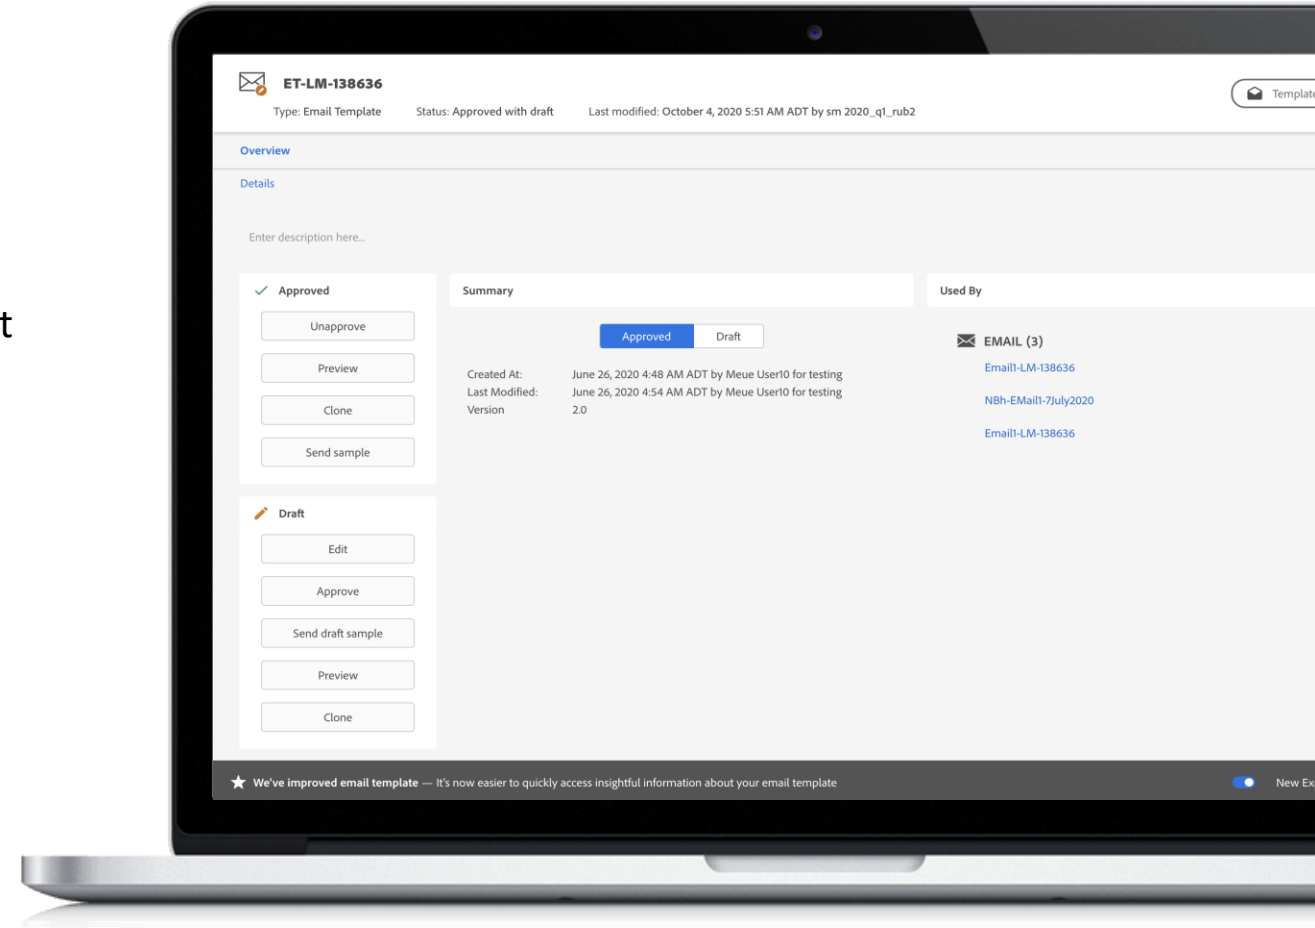 t
ET-LM-138636
Type: Email Template Status: Approved with draft Last modified: October 4, 2020 5:51 AM ADT by sm 2020_q1_rub2
Template
Overview
Details
Enter description here...
Approved
Unapprove
Preview
Clone
Send sample
Draft
Edit
Approve
Send draft sample
Preview
Clone
Summary
Approved Draft
Created At: June 26, 2020 4:48 AM ADT by Meue User10 for testing
Last Modified: June 26, 2020 4:54 AM ADT by Meue User10 for testing
Version 2.0
Used By
EMAIL (3)
Email1-LM-138636
NBh-EMail1-7July2020
Email1-LM-138636
We've improved email template — It's now easier to quickly access insightful information about your email template
New Ex